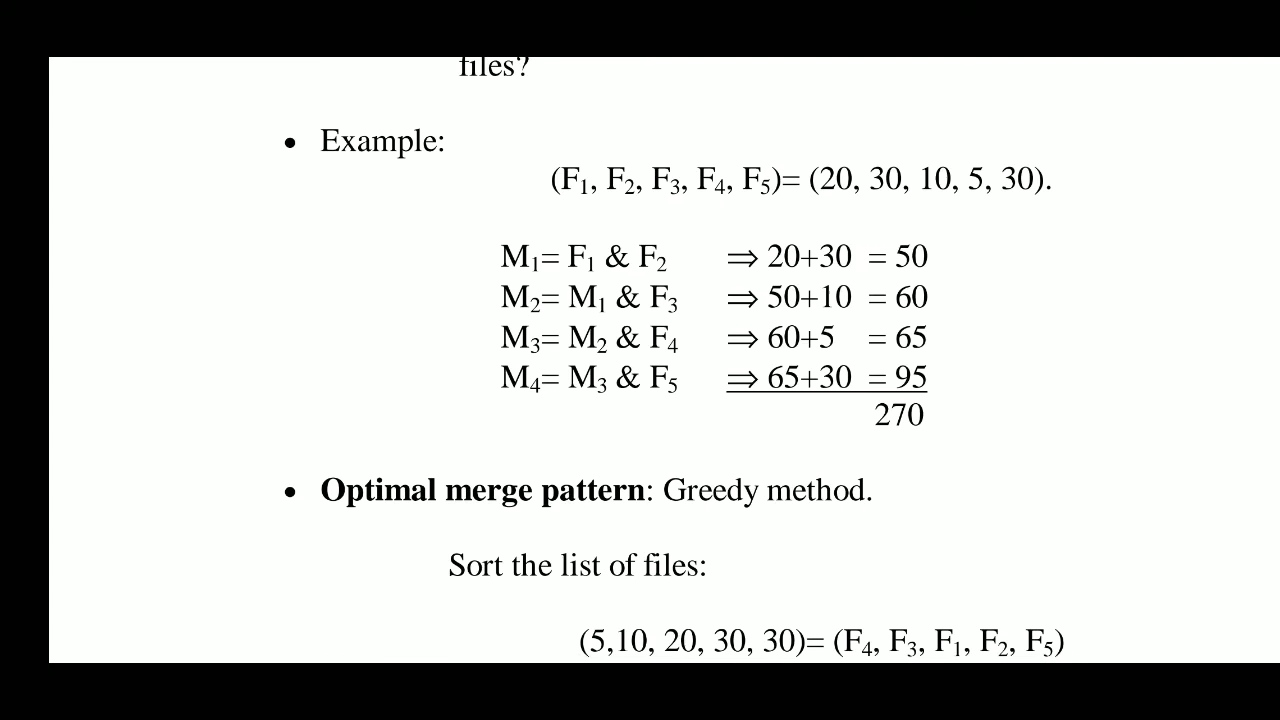 files?
• Example:
(F₁, F₂, F₃, F₄, F₅)= (20, 30, 10, 5, 30).
M₁= F₁ & F₂ ⇒ 20+30 = 50
M₂= M₁ & F₃ ⇒ 50+10 = 60
M₃= M₂ & F₄ ⇒ 60+5 = 65
M₄= M₃ & F₅ ⇒ 65+30 = 95
270
• Optimal merge pattern: Greedy method.
Sort the list of files:
(5,10, 20, 30, 30)= (F₄, F₃, F₁, F₂, F₅)